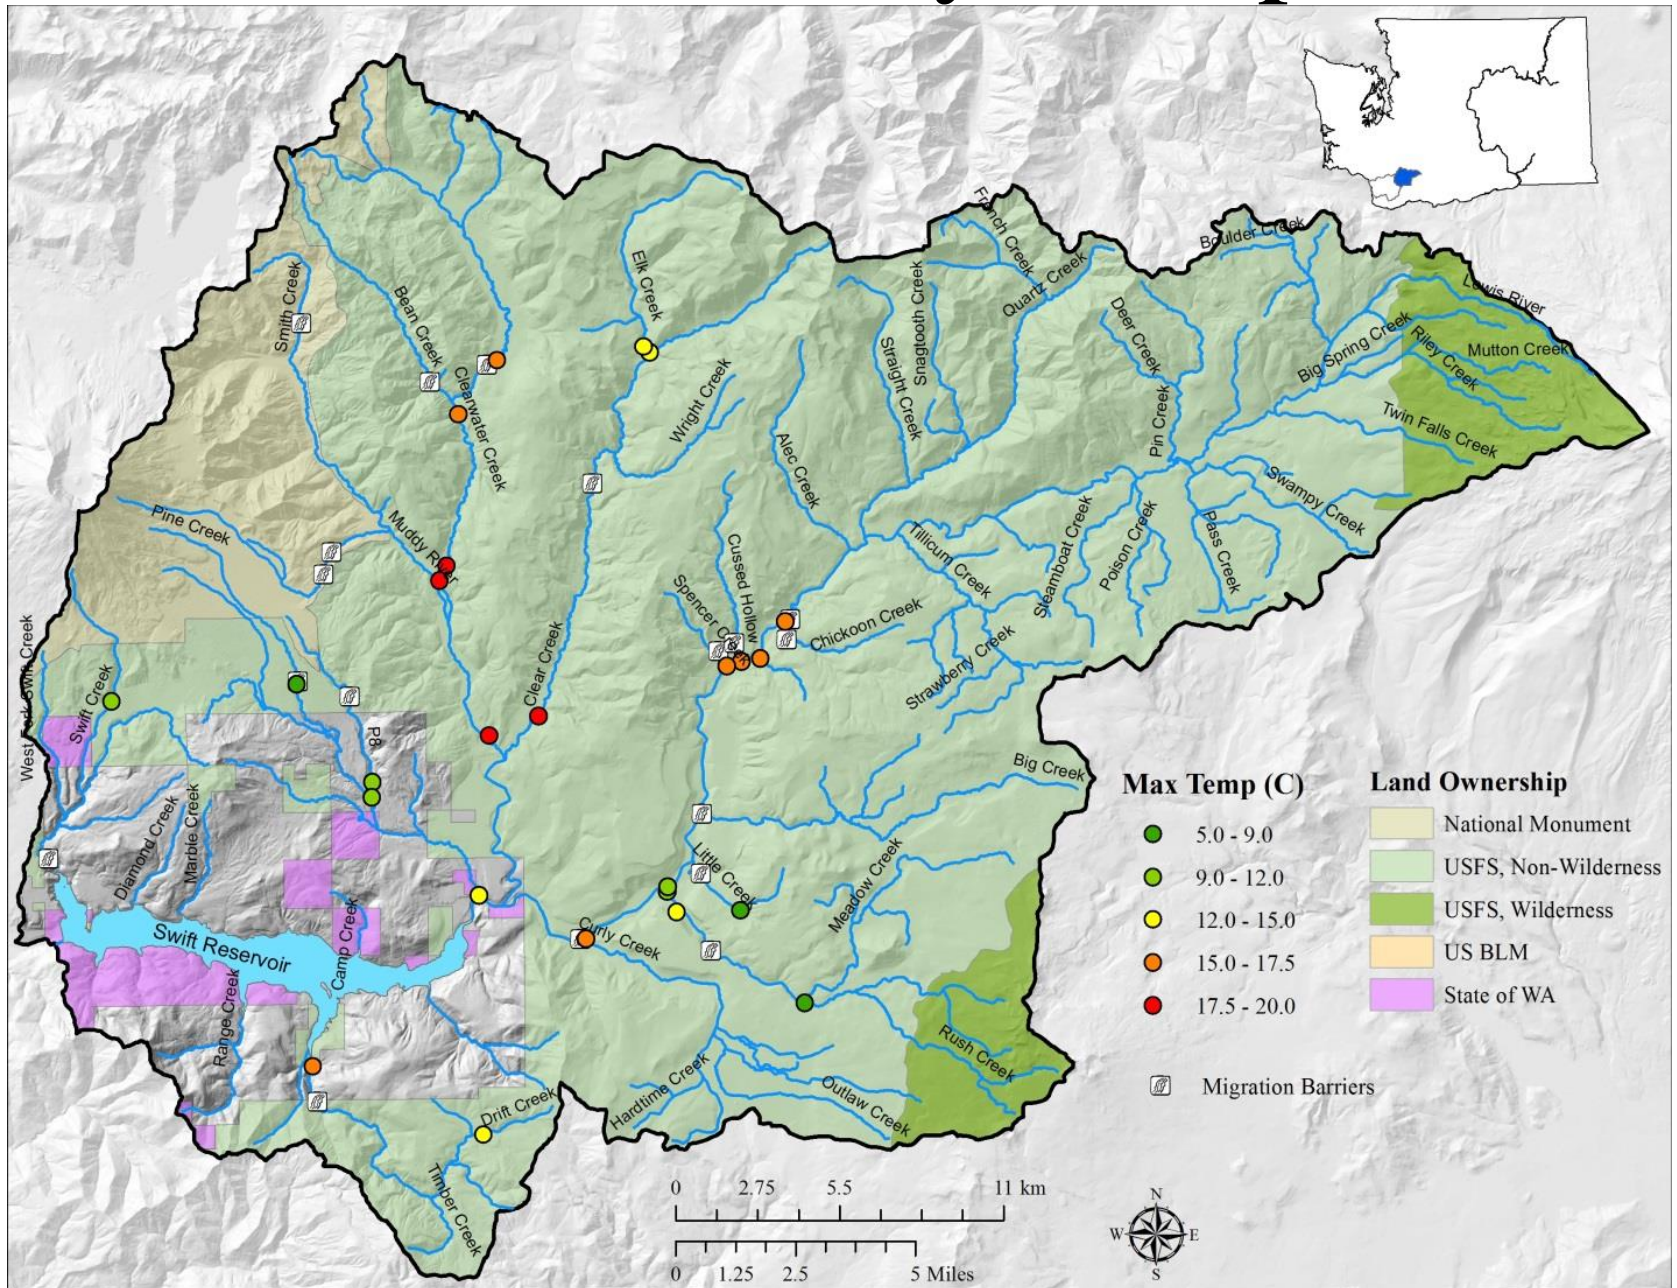 French Creek
Boulder Creek
Elk Creek
Snagtooth Creek
Quartz Creek
Lewis River
Smith Creek
Bean Creek
Deer Creek
Big Spring Creek
Mutton Creek
Riley Creek
Straight Creek
Wright Creek
Clearwater Creek
Pin Creek
Twin Falls Creek
Alec Creek
Swampy Creek
Pine Creek
Muddy River
Cussed Hollow
Tillicum Creek
Steamboat Creek
Poison Creek
Pass Creek
Spencer Creek
Chickoon Creek
West Fork Swift Creek
Swift Creek
Clear Creek
Strawberry Creek
P8
Big Creek
Diamond Creek
Marble Creek
Little Creek
Meadow Creek
Swift Reservoir
Camp Creek
Curly Creek
Range Creek
Rush Creek
Hardtime Creek
Outlaw Creek
Drift Creek
Timber Creek
Max Temp (C)
5.0 - 9.0
9.0 - 12.0
12.0 - 15.0
15.0 - 17.5
17.5 - 20.0
Migration Barriers
Land Ownership
National Monument
USFS, Non-Wilderness
USFS, Wilderness
US BLM
State of WA
0 2.75 5.5 11 km
0 1.25 2.5 5 Miles
N
W E
S